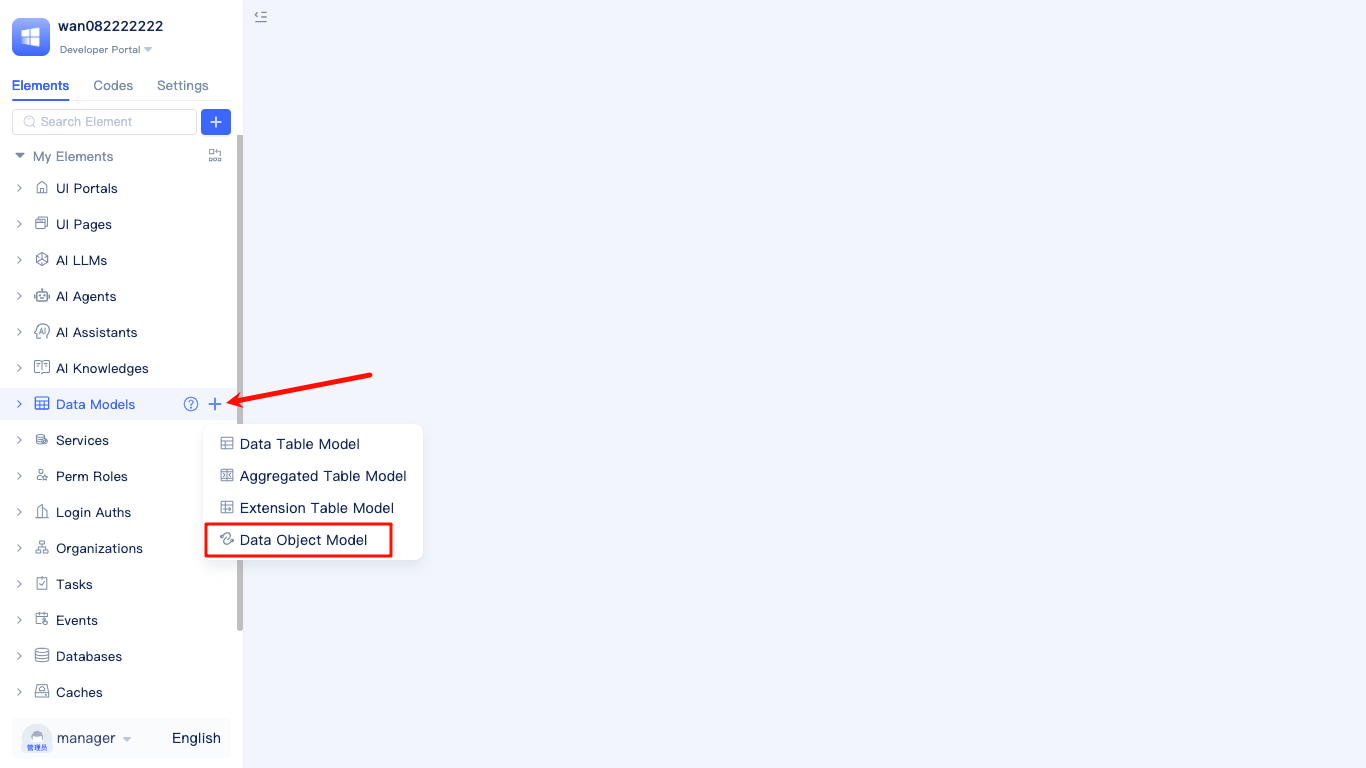 wan082222222
Developer Portal
Elements Codes Settings
Search Element
My Elements
UI Portals
UI Pages
AI LLMs
AI Agents
AI Assistants
AI Knowledges
Data Models
Services
Perm Roles
Login Auths
Organizations
Tasks
Events
Databases
Caches
Data Table Model
Aggregated Table Model
Extension Table Model
Data Object Model
管理员
manager
English